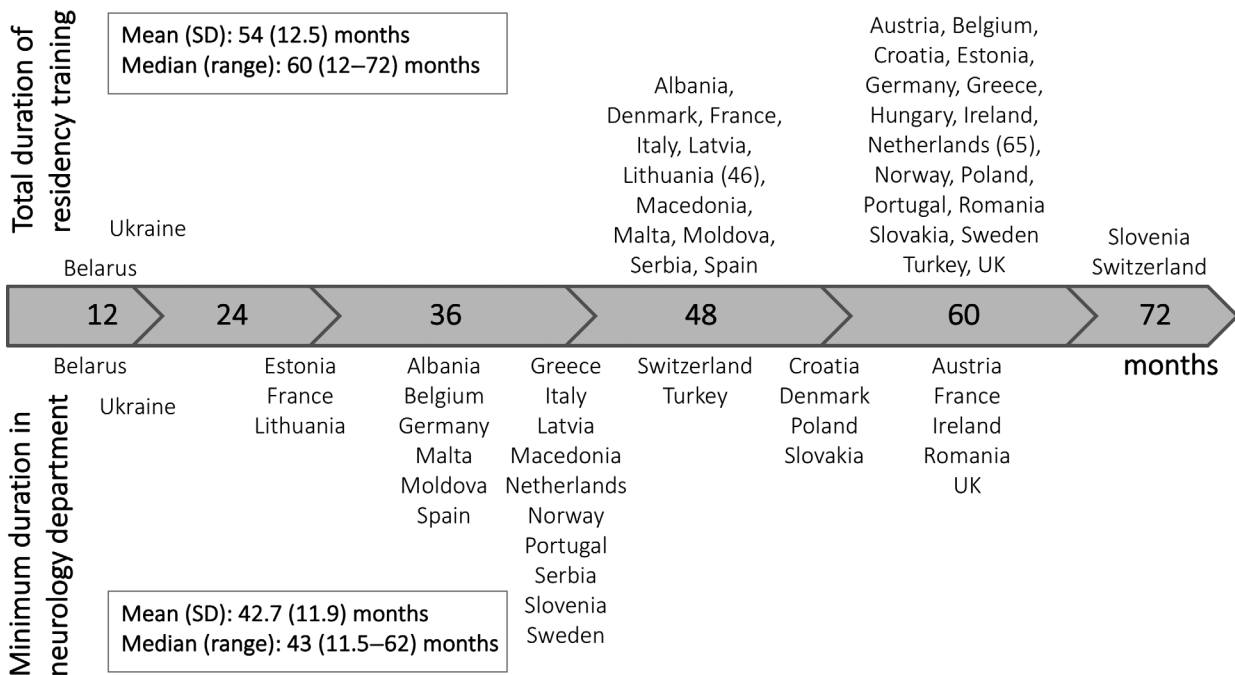 Total duration of
residency training
Mean (SD): 54 (12.5) months
Median (range): 60 (12–72) months
Ukraine
Belarus
Albania,
Denmark, France,
Italy, Latvia,
Lithuania (46),
Macedonia,
Malta, Moldova,
Serbia, Spain
Austria, Belgium,
Croatia, Estonia,
Germany, Greece,
Hungary, Ireland,
Netherlands (65),
Norway, Poland,
Portugal, Romania
Slovakia, Sweden
Turkey, UK
Slovenia
Switzerland
12 24 36 48 60 72
months
Minimum duration in
neurology department
Belarus
Ukraine
Estonia
France
Lithuania
Albania
Belgium
Germany
Malta
Moldova
Spain
Greece
Italy
Latvia
Macedonia
Netherlands
Norway
Portugal
Serbia
Slovenia
Sweden
Switzerland
Turkey
Croatia
Denmark
Poland
Slovakia
Austria
France
Ireland
Romania
UK
Mean (SD): 42.7 (11.9) months
Median (range): 43 (11.5–62) months